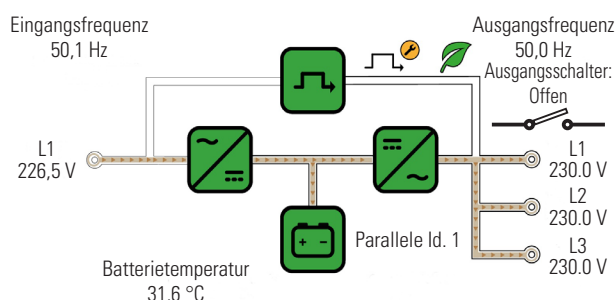 Eingangsfrequenz
50,1 Hz
Ausgangsfrequenz
50,0 Hz
Ausgangsschalter:
Offen
L1
226,5 V
L1
230.0 V
L2
230.0 V
L3
230.0 V
Parallele Id. 1
Batterietemperatur
31,6 °C